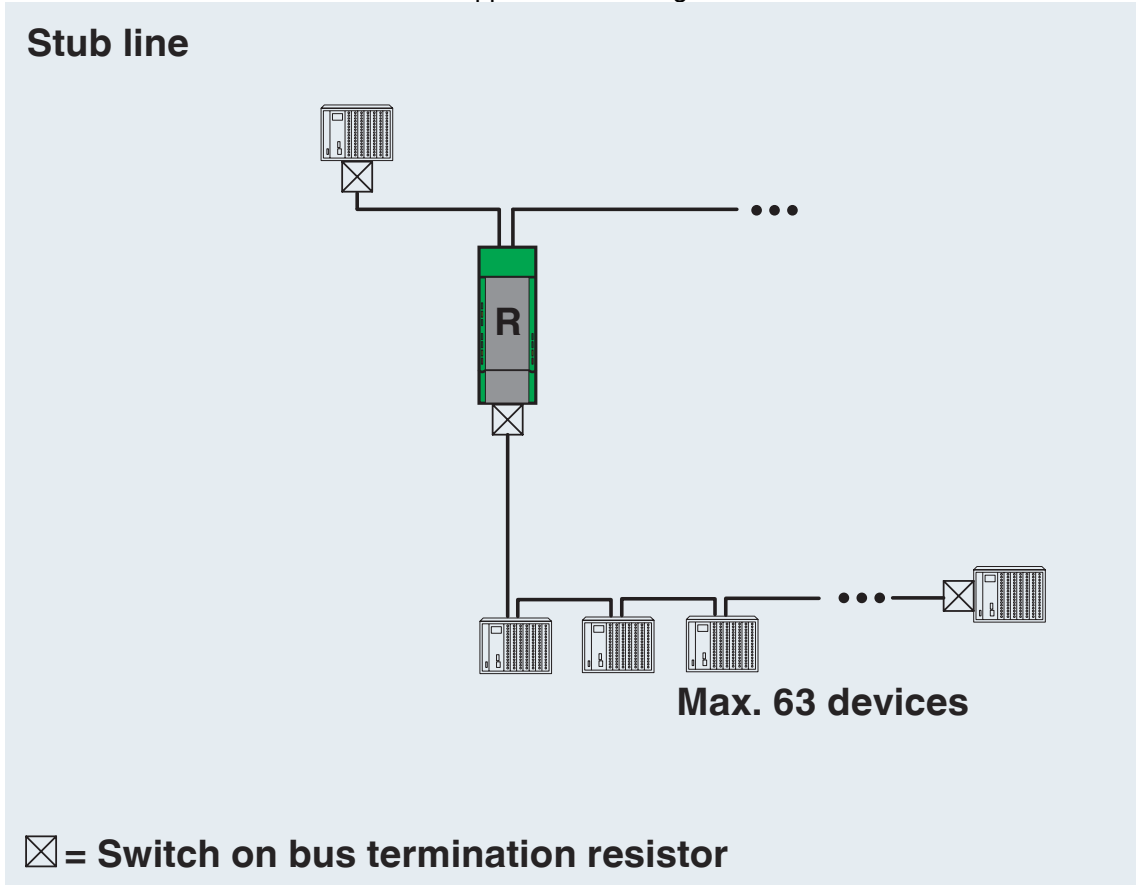 Stub line
R
Max. 63 devices
= Switch on bus termination resistor